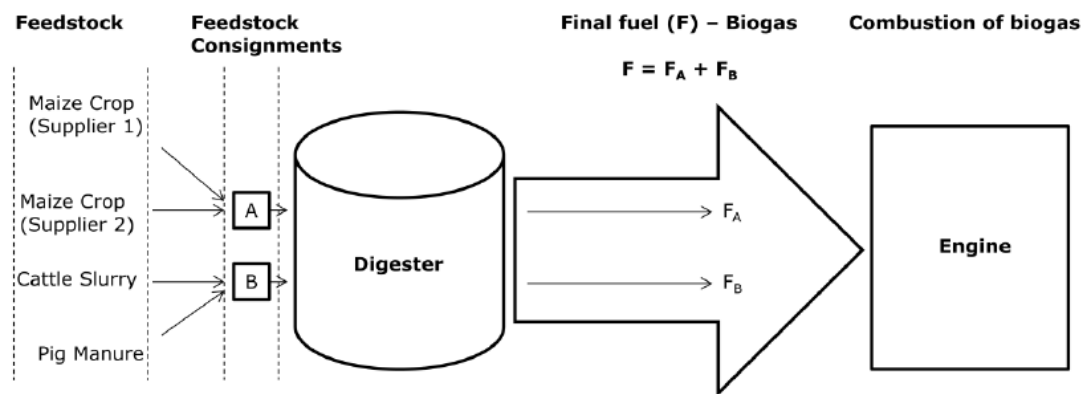 Feedstock
Feedstock
Consignments
Final fuel (F) – Biogas
Combustion of biogas
F = FA + FB
Maize Crop
(Supplier 1)
Maize Crop
(Supplier 2)
Cattle Slurry
Pig Manure
A
B
Digester
FA
FB
Engine